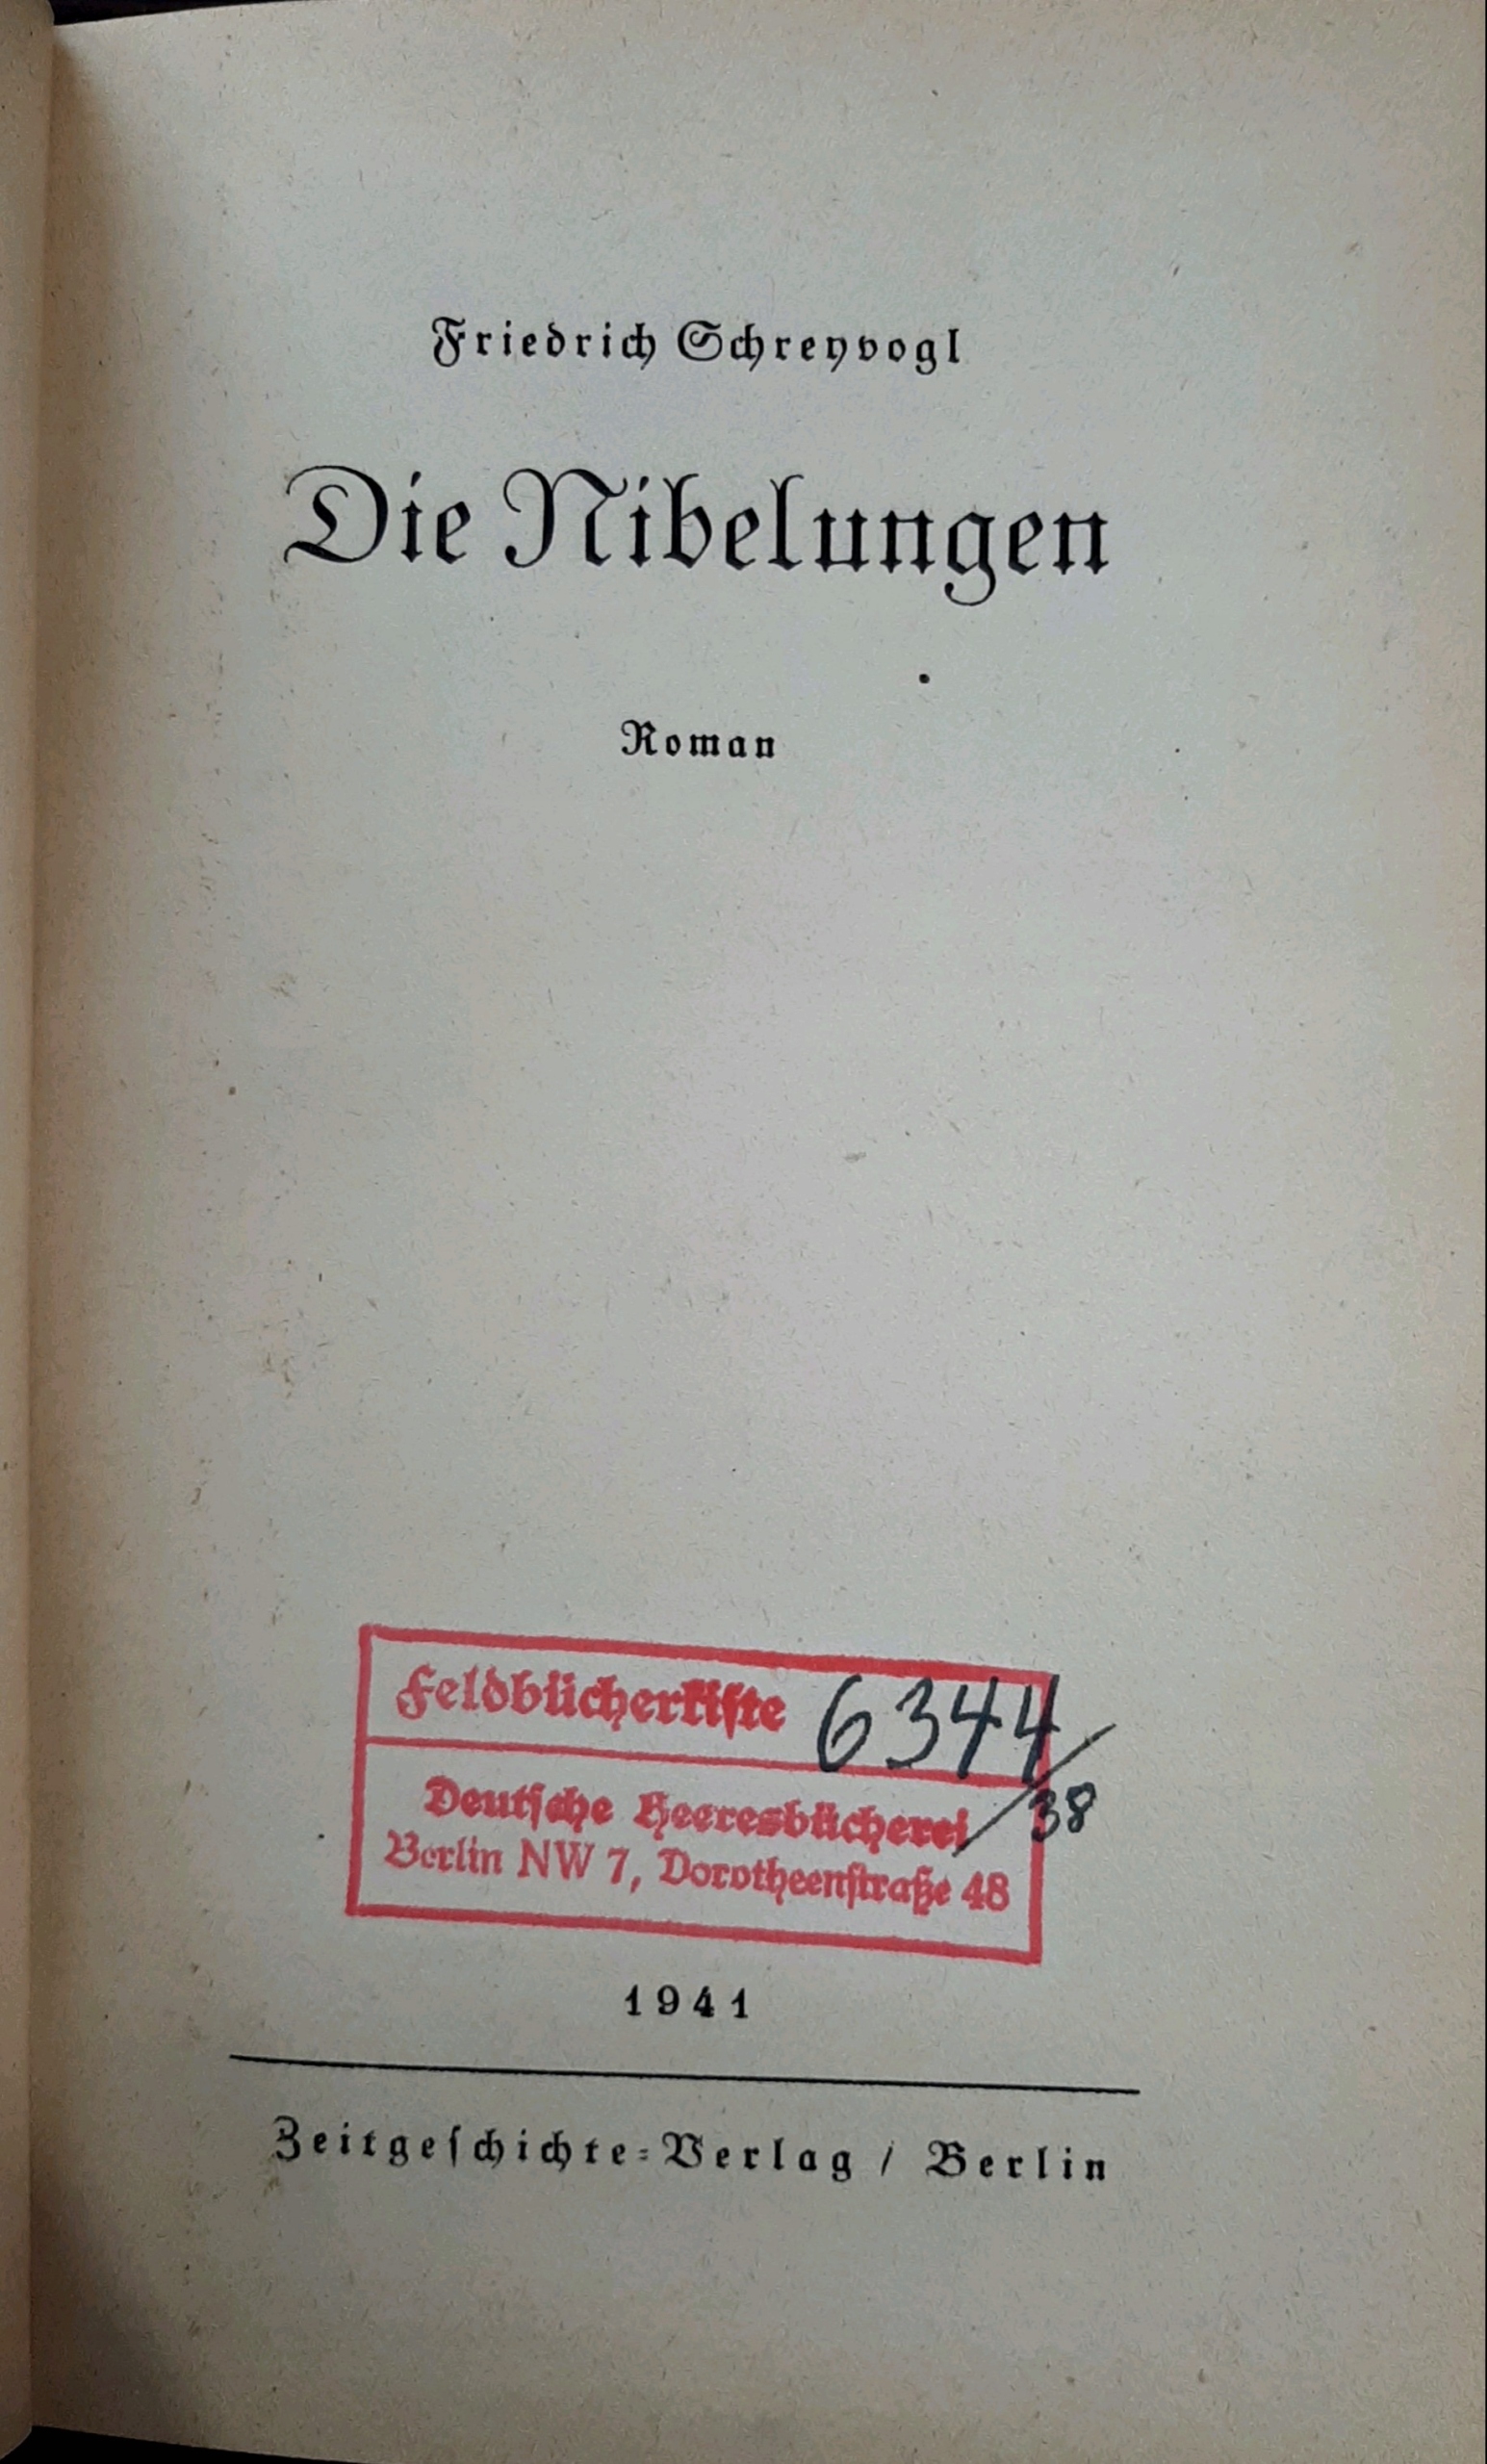 Friedrich Schreyvogl
Die Nibelungen
Roman
Feldbücherkiste 6344/38
Deutsche Heeresbücherei
Berlin NW 7, Dorotheenstraße 48
1941
Zeitgeschichte-Verlag / Berlin